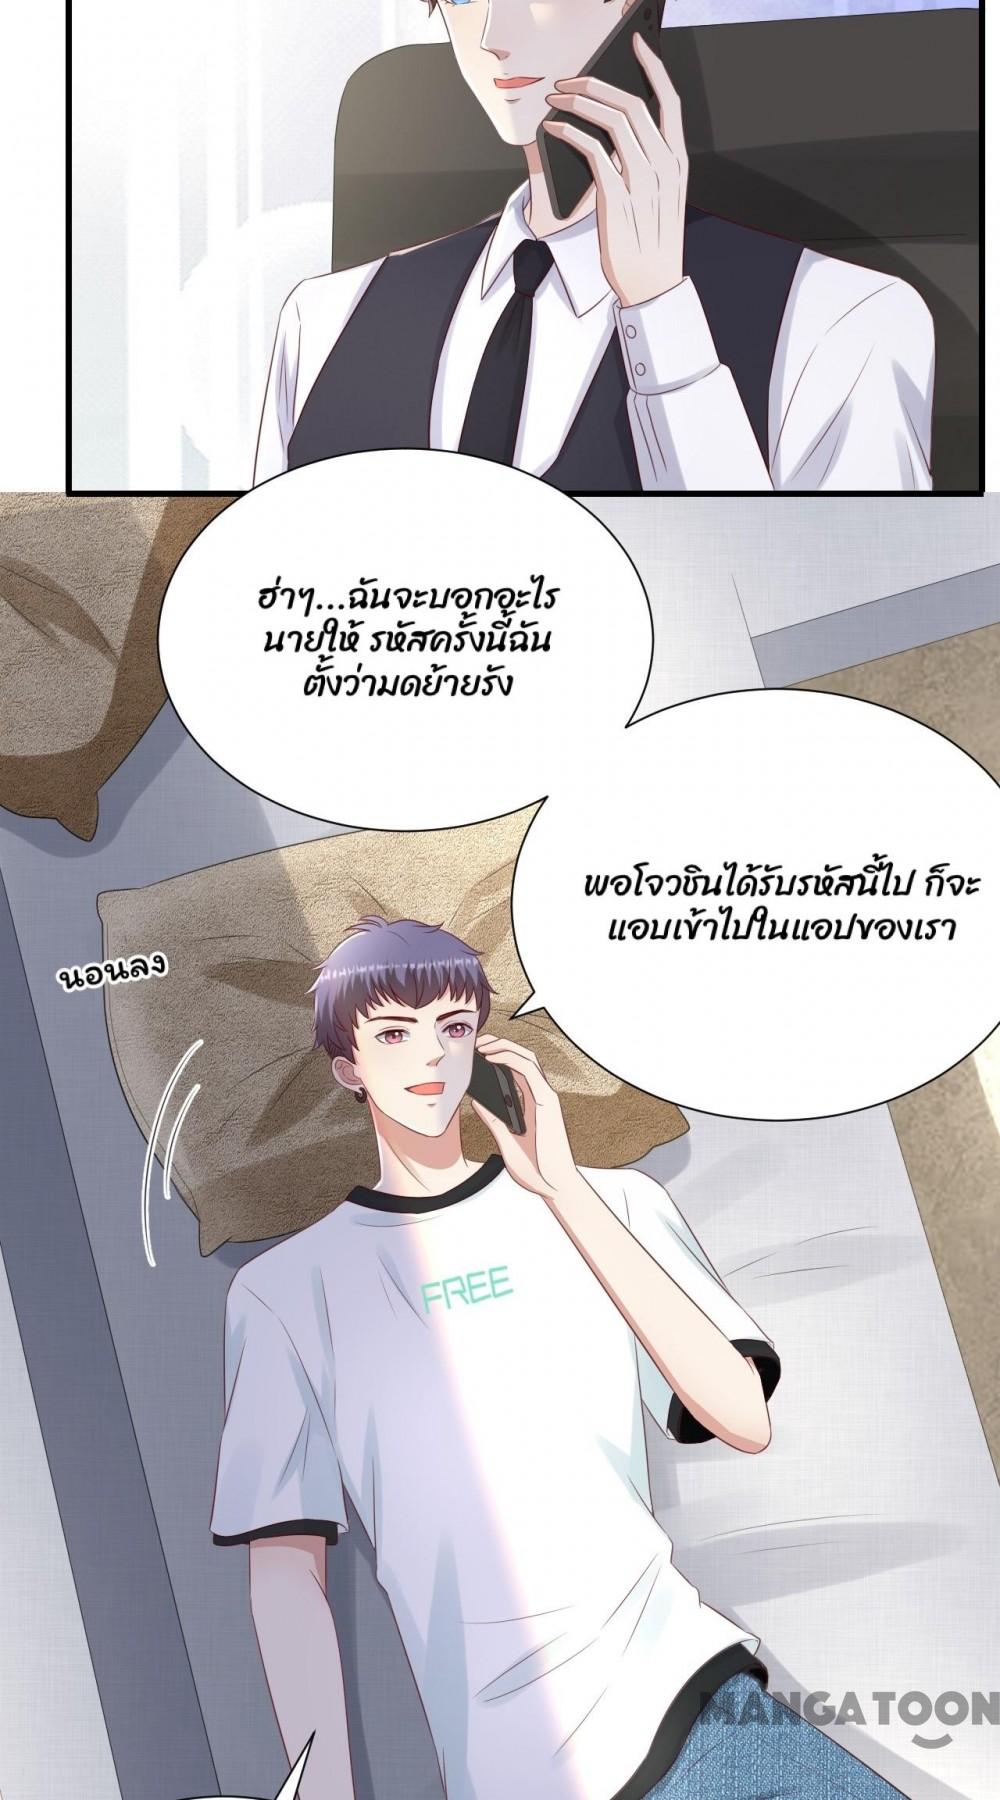 ฮ่าๆ...ฉันจะบอกอะไร
นายให้ รหัสครั้งนี้ฉัน
ตั้งว่ามดย้ายรัง
พอโจวชินได้รับรหัสนี้ไป ก็จะ
แอบเข้าไปในแอปของเรา
นอนลง
FREE
MANGATOON